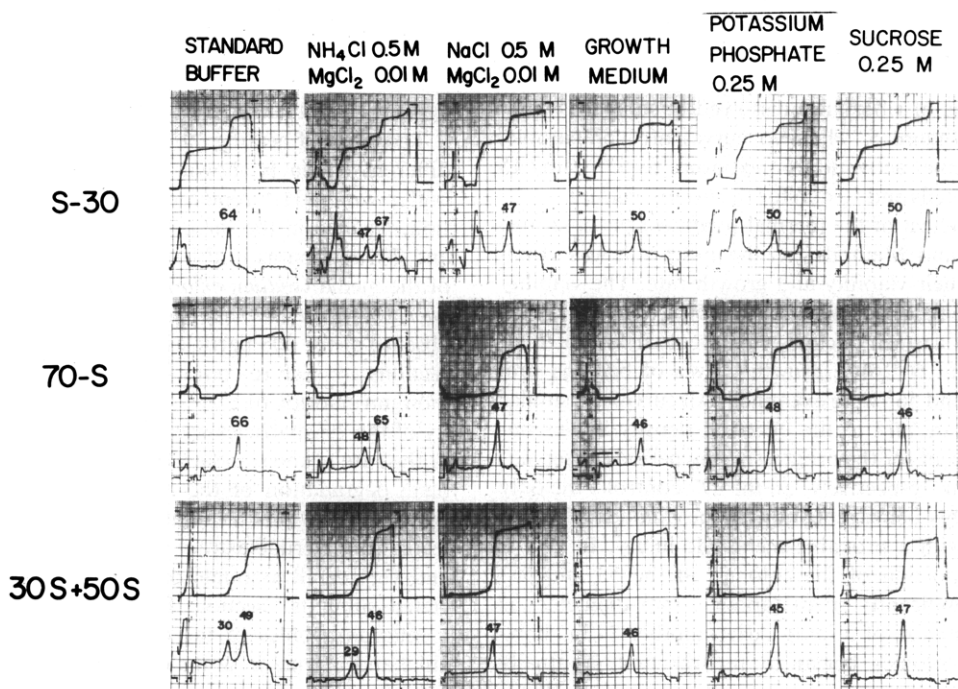 STANDARD
BUFFER
NH₄Cl 0.5 M
MgCl₂ 0.01 M
NaCl 0.5 M
MgCl₂ 0.01 M
GROWTH
MEDIUM
POTASSIUM
PHOSPHATE
0.25 M
SUCROSE
0.25 M
S-30
64
47 67
47
50
50
50
70-S
66
48 65
47
46
48
46
30S+50S
30 49
29 48
47
46
45
47